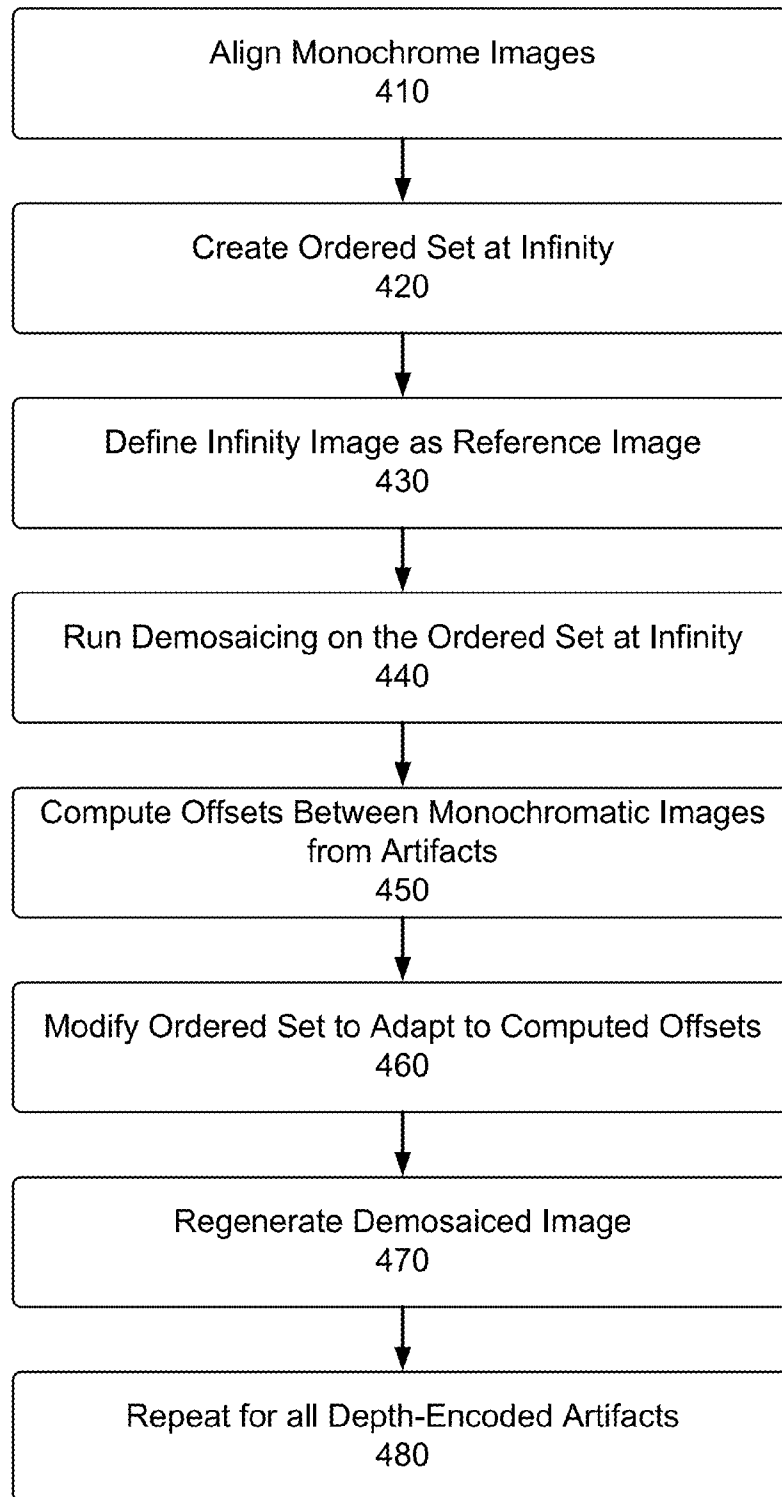 Align Monochrome Images
410
Create Ordered Set at Infinity
420
Define Infinity Image as Reference Image
430
Run Demosaicing on the Ordered Set at Infinity
440
Compute Offsets Between Monochromatic Images
from Artifacts
450
Modify Ordered Set to Adapt to Computed Offsets
460
Regenerate Demosaiced Image
470
Repeat for all Depth-Encoded Artifacts
480